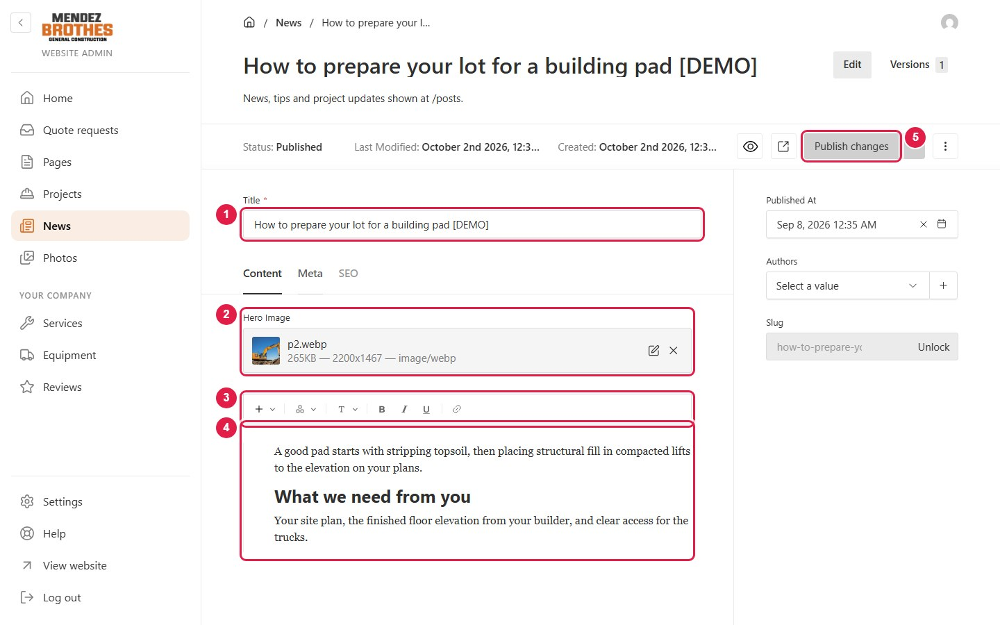 MENDEZ
BROTHES
GENERAL CONSTRUCTION
WEBSITE ADMIN
Home
Quote requests
Pages
Projects
News
Photos
YOUR COMPANY
Services
Equipment
Reviews
Settings
Help
View website
Log out
/ News / How to prepare your l...
How to prepare your lot for a building pad [DEMO]
Edit
Versions 1
News, tips and project updates shown at /posts.
Status: Published
Last Modified: October 2nd 2026, 12:3...
Created: October 2nd 2026, 12:3...
Publish changes
5
1
Title *
How to prepare your lot for a building pad [DEMO]
Content
Meta
SEO
2
Hero Image
p2.webp
265KB — 2200x1467 — image/webp
3
T
B
I
U
4
A good pad starts with stripping topsoil, then placing structural fill in compacted lifts
to the elevation on your plans.
What we need from you
Your site plan, the finished floor elevation from your builder, and clear access for the
trucks.
Published At
Sep 8, 2026 12:35 AM
Authors
Select a value
Slug
how-to-prepare-yo
Unlock